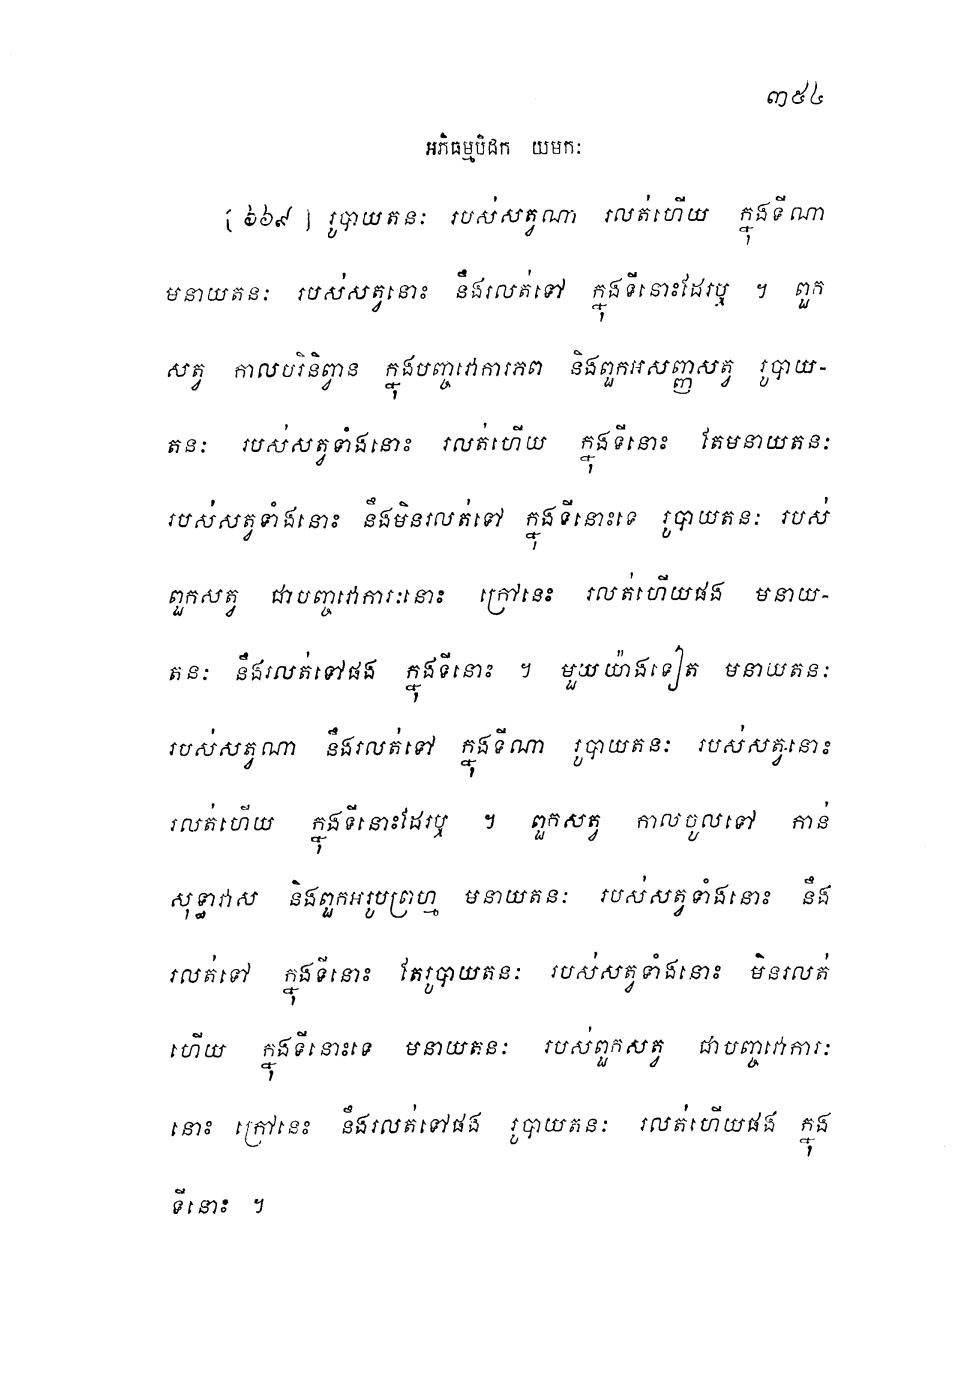 ៣៥៤
អភិធម្មបិដក យមកៈ
[៦៦៩] រូបាយតនៈ របស់សត្វណា រលត់ហើយ ក្នុងទីណា
មនាយតនៈ របស់សត្វនោះ នឹងរលត់ទៅ ក្នុងទីនោះដែរឬ ។ ពួក
សត្វ កាលបរិនិព្វាន ក្នុងបញ្ចវោការភព និងពួកអសញ្ញសត្វ រូបាយ-
តនៈ របស់សត្វទាំងនោះ រលត់ហើយ ក្នុងទីនោះ តែមនាយតនៈ
របស់សត្វទាំងនោះ នឹងមិនរលត់ទៅ ក្នុងទីនោះទេ រូបាយតនៈ របស់
ពួកសត្វ ជាបញ្ចវោការៈនោះ ក្រៅនេះ រលត់ហើយផង មនាយ-
តនៈ នឹងរលត់ទៅផង ក្នុងទីនោះ ។ មួយយ៉ាងទៀត មនាយតនៈ
របស់សត្វណា នឹងរលត់ទៅ ក្នុងទីណា រូបាយតនៈ របស់សត្វនោះ
រលត់ហើយ ក្នុងទីនោះដែរឬ ។ ពួកសត្វ កាលចូលទៅ កាន់
សុទ្ធាវាស និងពួកអរូបព្រហ្ម មនាយតនៈ របស់សត្វទាំងនោះ នឹង
រលត់ទៅ ក្នុងទីនោះ តែរូបាយតនៈ របស់សត្វទាំងនោះ មិនរលត់
ហើយ ក្នុងទីនោះទេ មនាយតនៈ របស់ពួកសត្វ ជាបញ្ចវោការៈ
នោះ ក្រៅនេះ នឹងរលត់ទៅផង រូបាយតនៈ រលត់ហើយផង ក្នុង
ទីនោះ ។